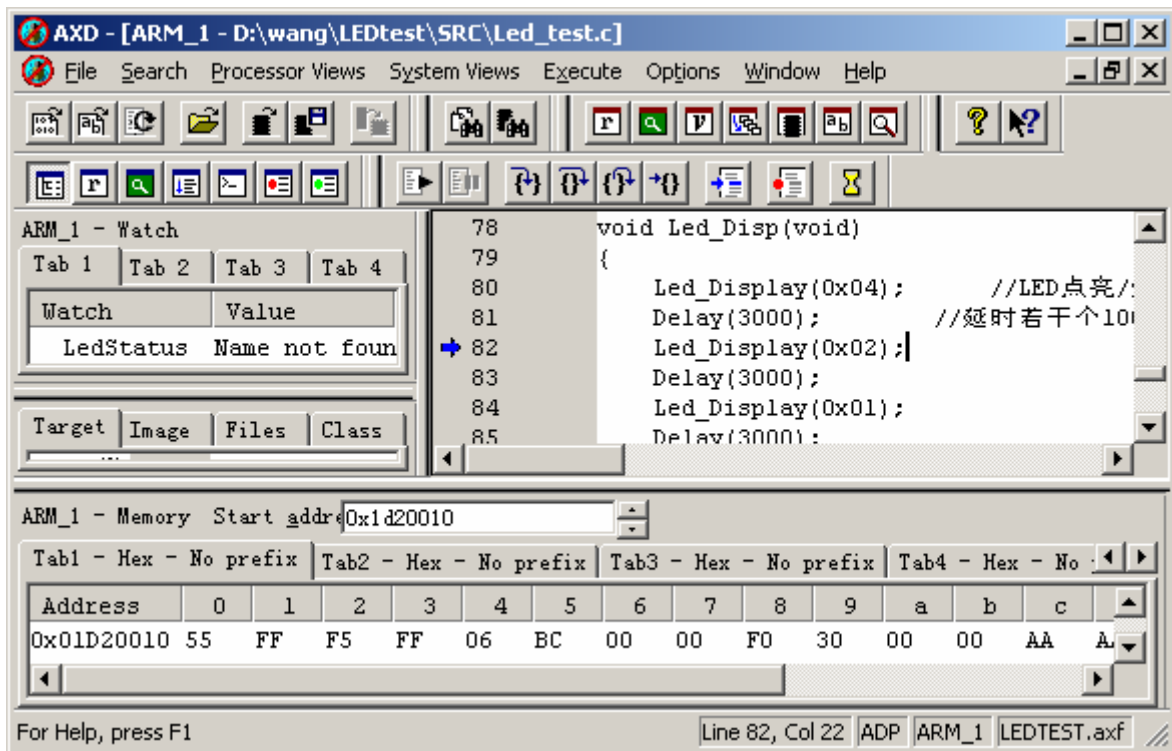 AXD - [ARM_1 - D:\wang\LEDtest\SRC\Led_test.c]
File Search Processor Views System Views Execute Options Window Help
ARM_1 - Watch
Tab 1 Tab 2 Tab 3 Tab 4
Watch Value
LedStatus Name not foun
Target Image Files Class
78 void Led_Disp(void)
79 {
80 Led_Display(0x04); //LED点亮/
81 Delay(3000); //延时若干个10
82 Led_Display(0x02);
83 Delay(3000);
84 Led_Display(0x01);
85 Delay(3000);
ARM_1 - Memory Start addre 0x1d20010
Tab1 - Hex - No prefix Tab2 - Hex - No prefix Tab3 - Hex - No prefix Tab4 - Hex - No
Address 0 1 2 3 4 5 6 7 8 9 a b c
0x01D20010 55 FF F5 FF 06 BC 00 00 F0 30 00 00 AA A
For Help, press F1 Line 82, Col 22 ADP ARM_1 LEDTEST.axf